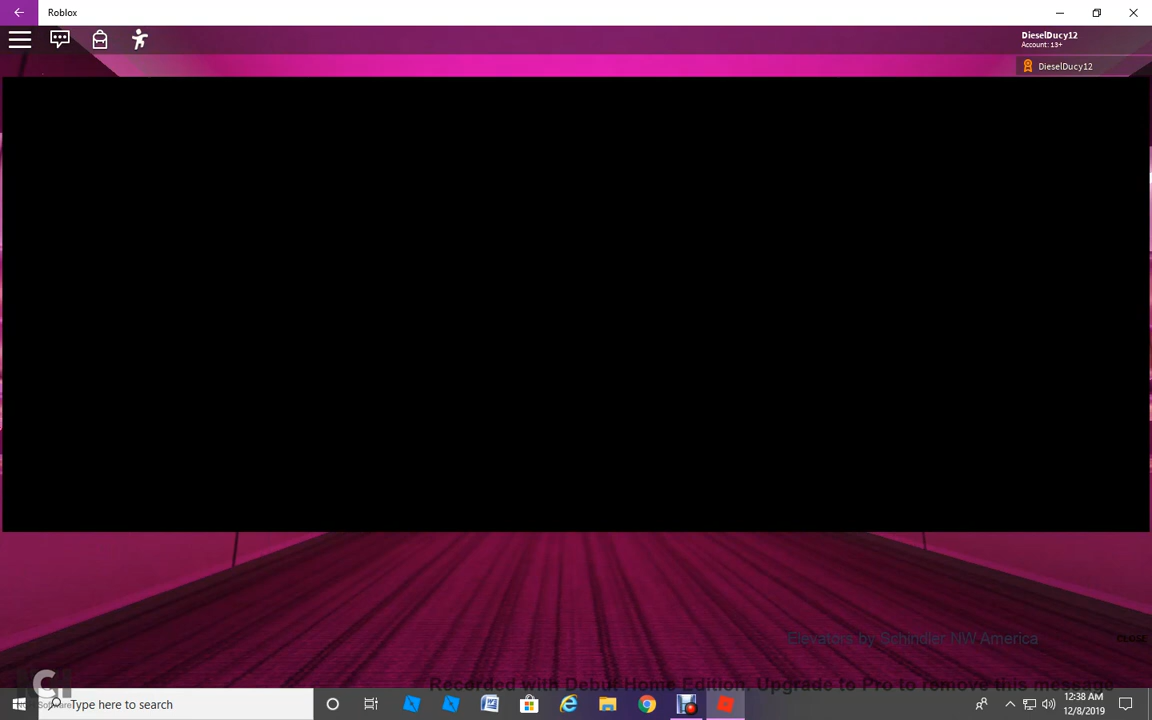 Roblox
DieselDucy12
Account: 13+
DieselDucy12
Elevators by Schindler NW America
CLOSE
Recorded with Debut Home Edition. Upgrade to Pro to remove this message
Type here to search
12:38 AM
12/8/2019